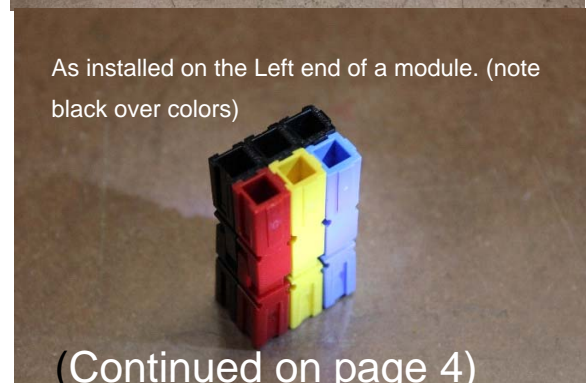 As installed on the Left end of a module. (note
black over colors)
(Continued on page 4)